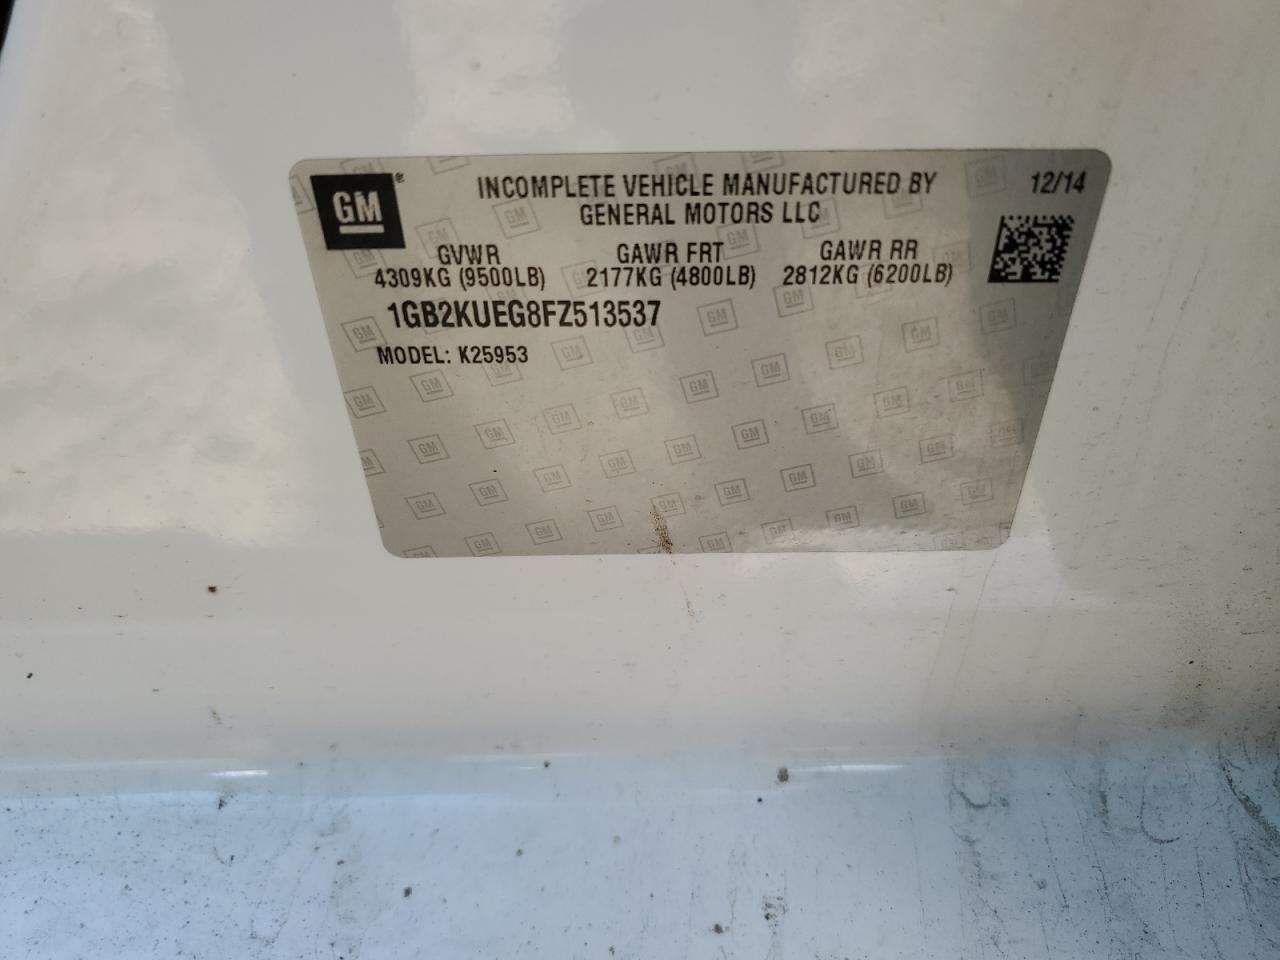 GM®
INCOMPLETE VEHICLE MANUFACTURED BY
GENERAL MOTORS LLC
12/14
GVWR GAWR FRT GAWR RR
4309KG (9500LB) 2177KG (4800LB) 2812KG (6200LB)
1GB2KUEG8FZ513537
MODEL: K25953